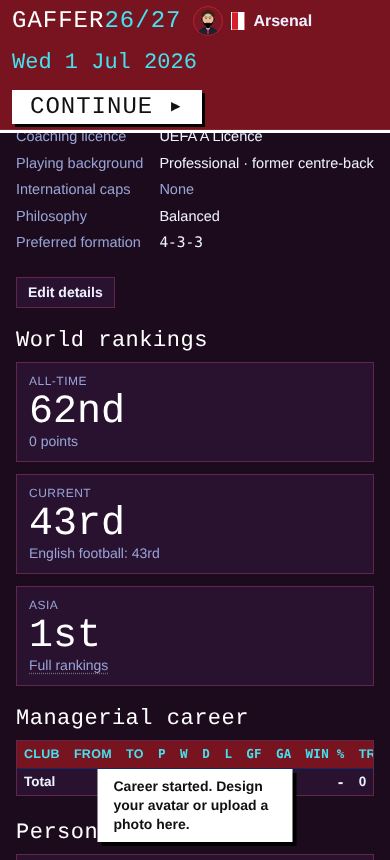 GAFFER26/27 Arsenal
Wed 1 Jul 2026
CONTINUE ▸
Coaching licence UEFA A Licence
Playing background Professional · former centre-back
International caps None
Philosophy Balanced
Preferred formation 4-3-3
Edit details
World rankings
ALL-TIME
62nd
0 points
CURRENT
43rd
English football: 43rd
ASIA
1st
Full rankings
Managerial career
CLUB FROM TO P W D L GF GA WIN % TR
Total - 0
Career started. Design
your avatar or upload a
photo here.
Person